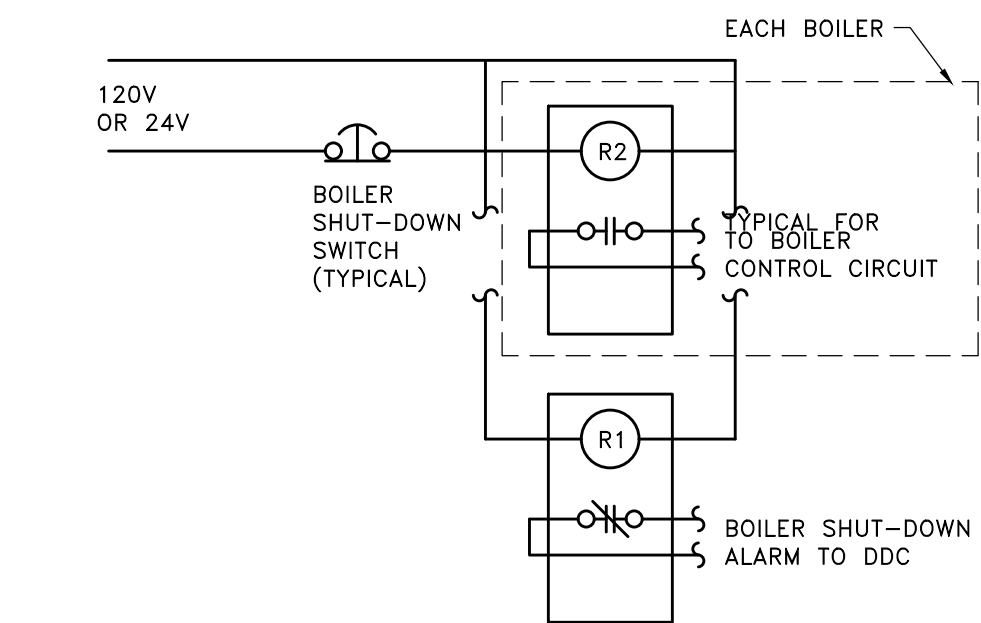 EACH BOILER
120V
OR 24V
R2
BOILER
SHUT-DOWN
SWITCH
(TYPICAL)
TYPICAL FOR
TO BOILER
CONTROL CIRCUIT
R1
BOILER SHUT-DOWN
ALARM TO DDC